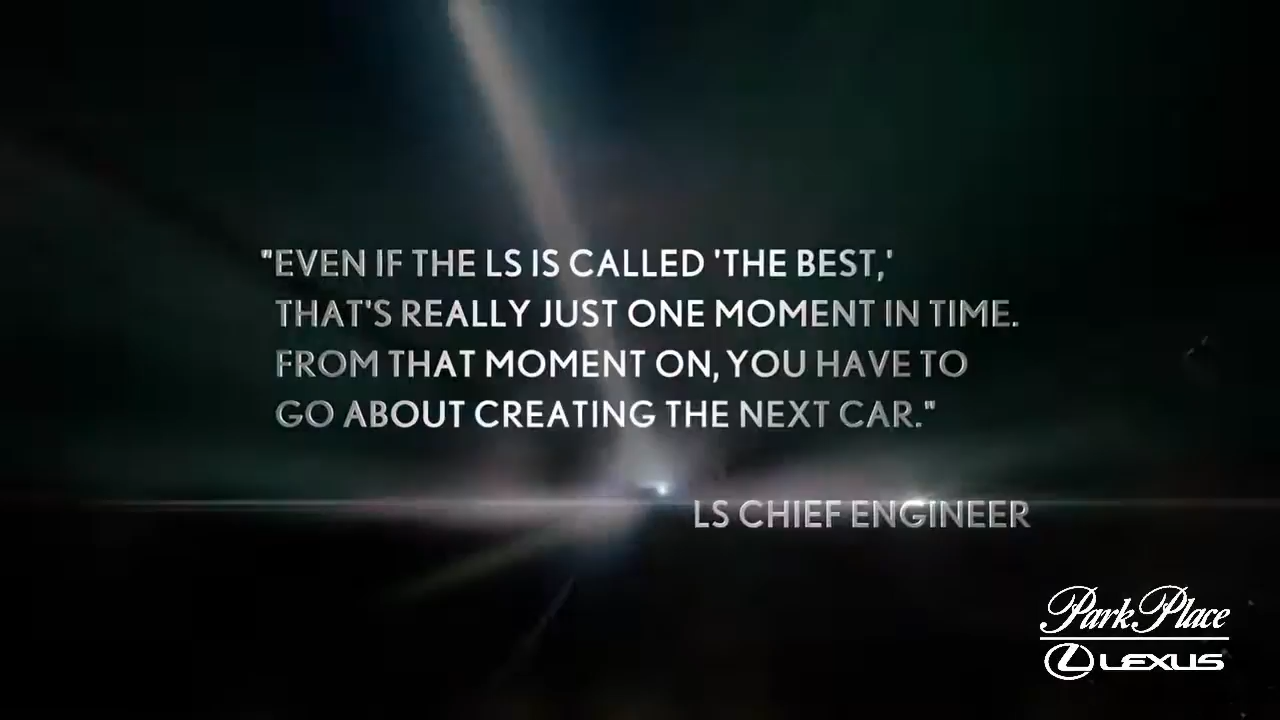 "EVEN IF THE LS IS CALLED 'THE BEST,'
THAT'S REALLY JUST ONE MOMENT IN TIME.
FROM THAT MOMENT ON, YOU HAVE TO
GO ABOUT CREATING THE NEXT CAR."
LS CHIEF ENGINEER
Park Place
LEXUS